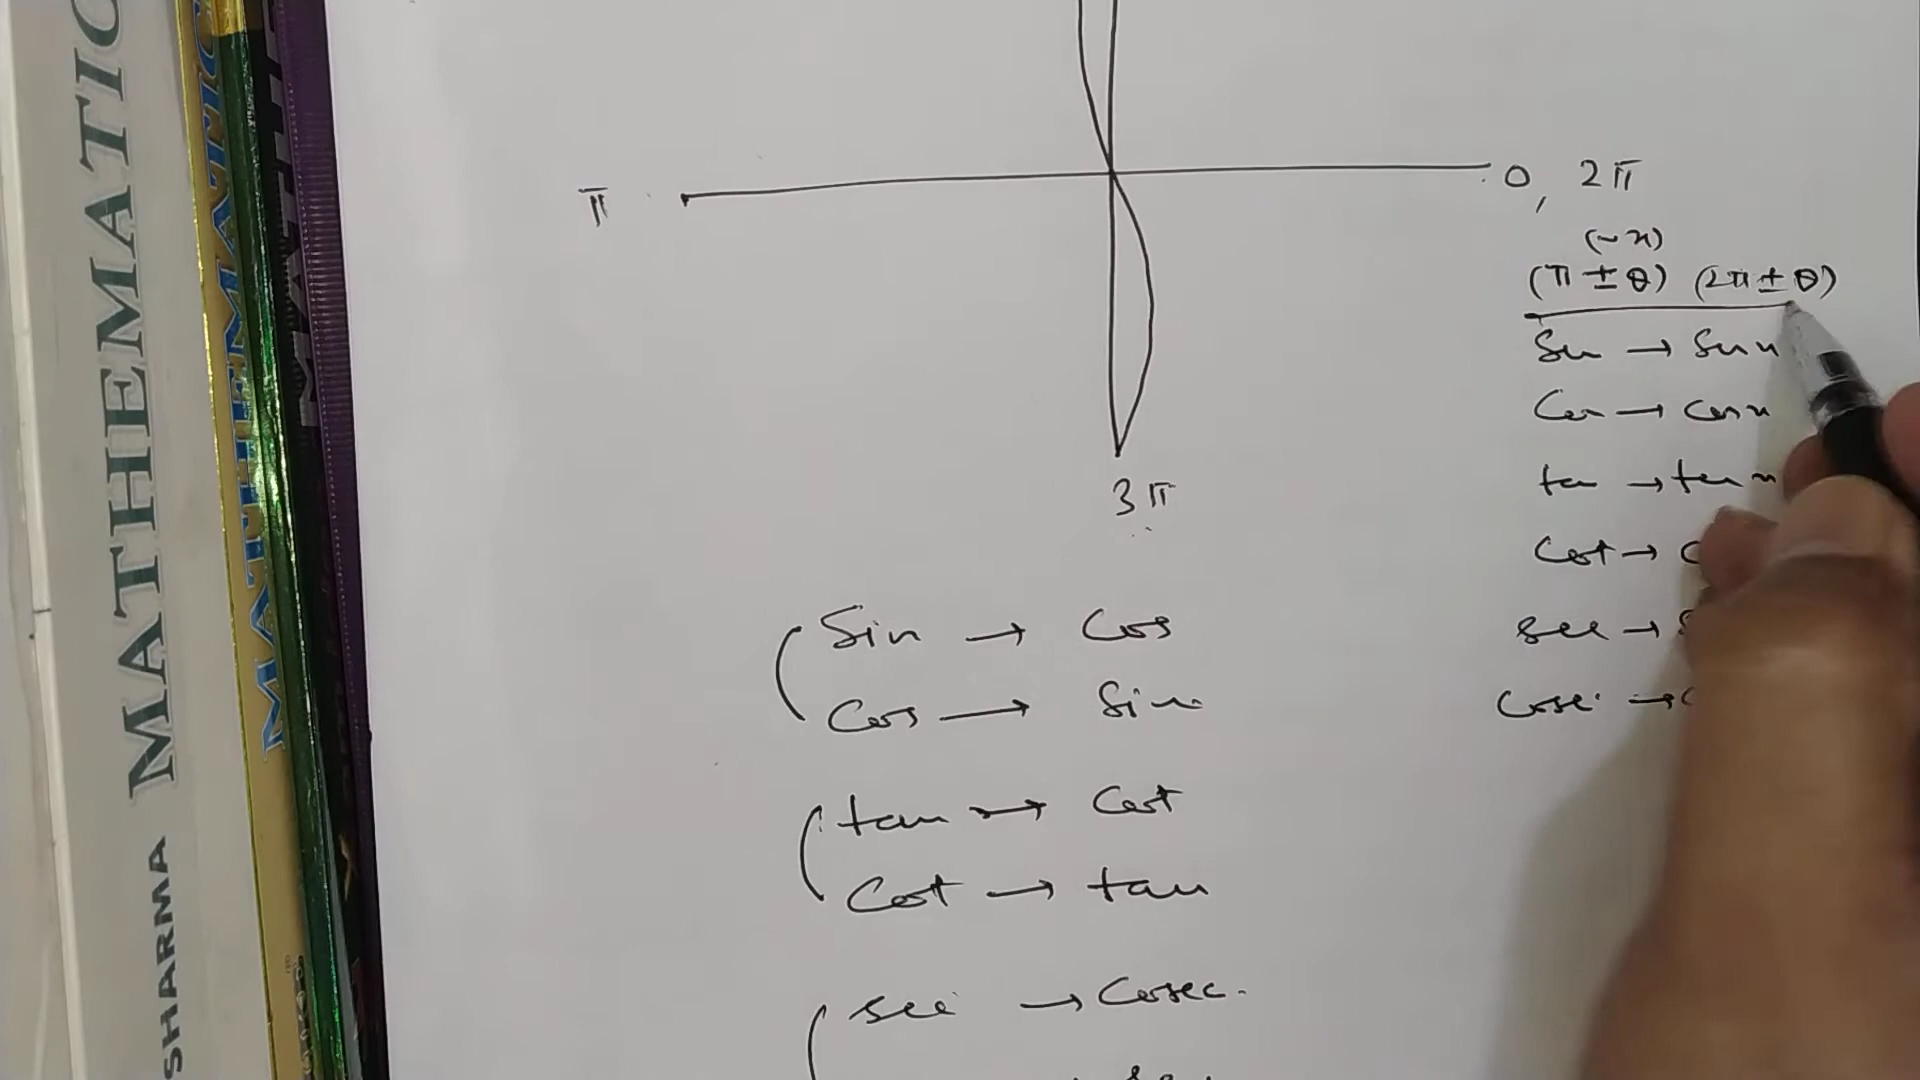 MATHEMATIC
SHARMA
MATHEMATIC
π
0, 2π
(-x)
(π ± θ) (2π ± θ)
Sin → Sin x
Cos → Cos x
tan → tan x
Cot → C
sec → S
Cosec → C
3π
Sin → Cos
Cos → Sin
tan → Cot
Cot → tan
sec → Cosec.